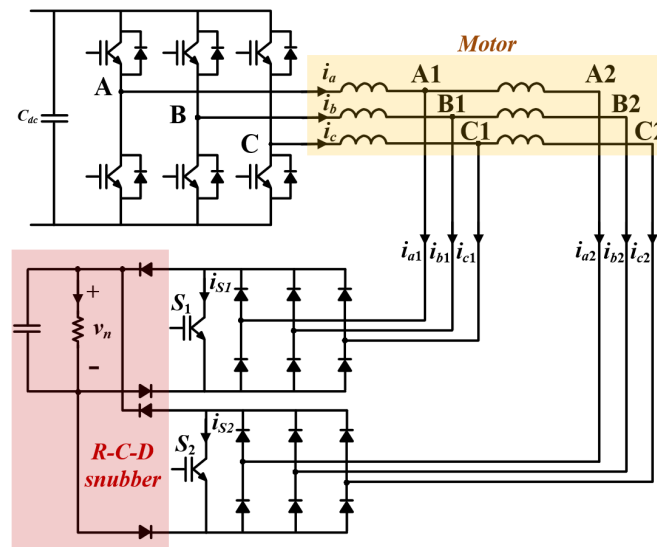 Motor
A
B
C
C_dc
i_a
i_b
i_c
A1
B1
C1
A2
B2
C2
i_a1
i_b1
i_c1
i_a2
i_b2
i_c2
+
v_n
-
S_1
i_S1
S_2
i_S2
R-C-D
snubber